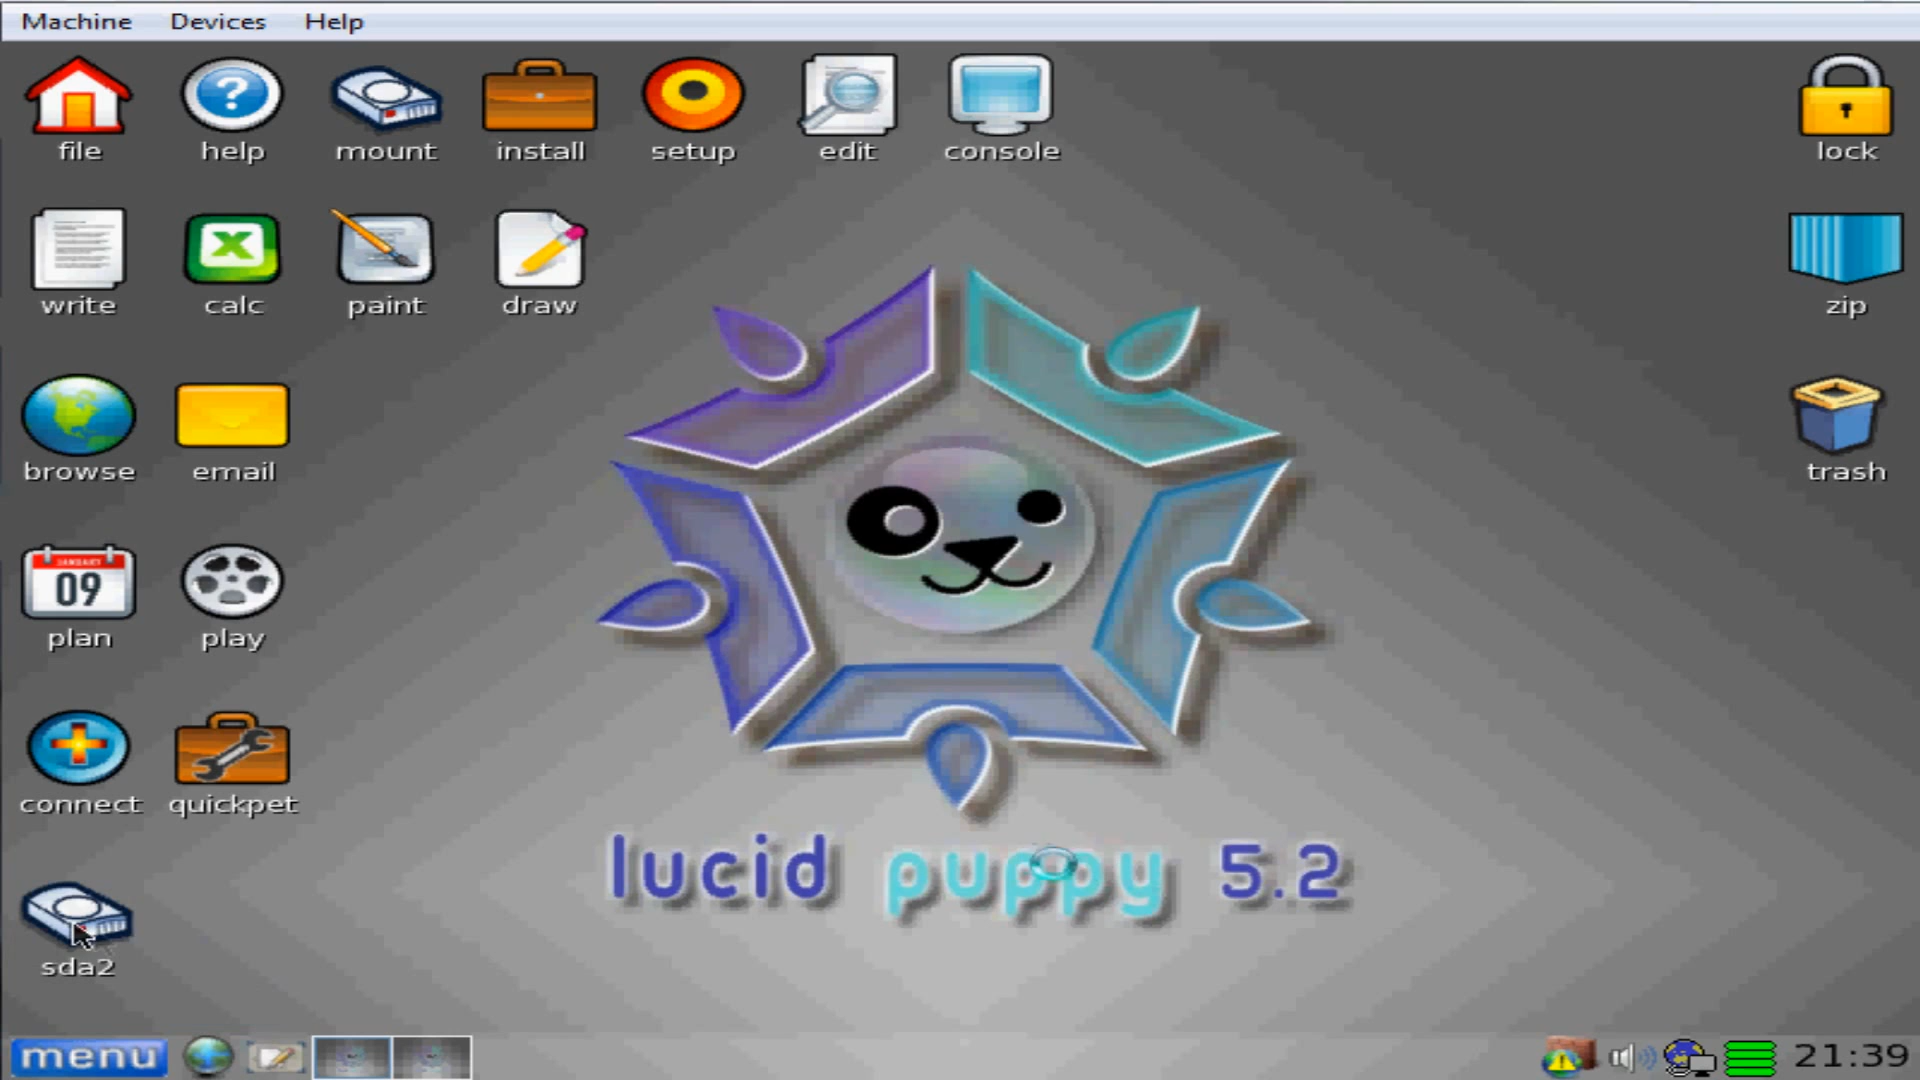 Machine Devices Help
file help mount install setup edit console lock
write calc paint draw zip
browse email trash
JANUARY
09
plan play
connect quickpet
lucid puppy 5.2
sda2
menu 21:39